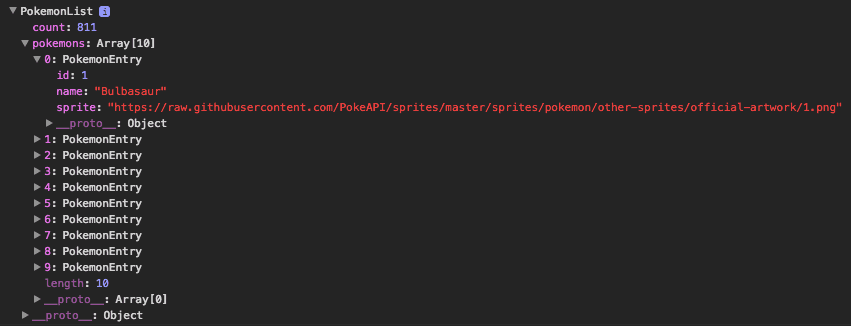 ▼PokemonList i
count: 811
▼pokemons: Array[10]
▼0: PokemonEntry
id: 1
name: "Bulbasaur"
sprite: "https://raw.githubusercontent.com/PokeAPI/sprites/master/sprites/pokemon/other-sprites/official-artwork/1.png"
▶__proto__: Object
▶1: PokemonEntry
▶2: PokemonEntry
▶3: PokemonEntry
▶4: PokemonEntry
▶5: PokemonEntry
▶6: PokemonEntry
▶7: PokemonEntry
▶8: PokemonEntry
▶9: PokemonEntry
length: 10
▶__proto__: Array[0]
▶__proto__: Object